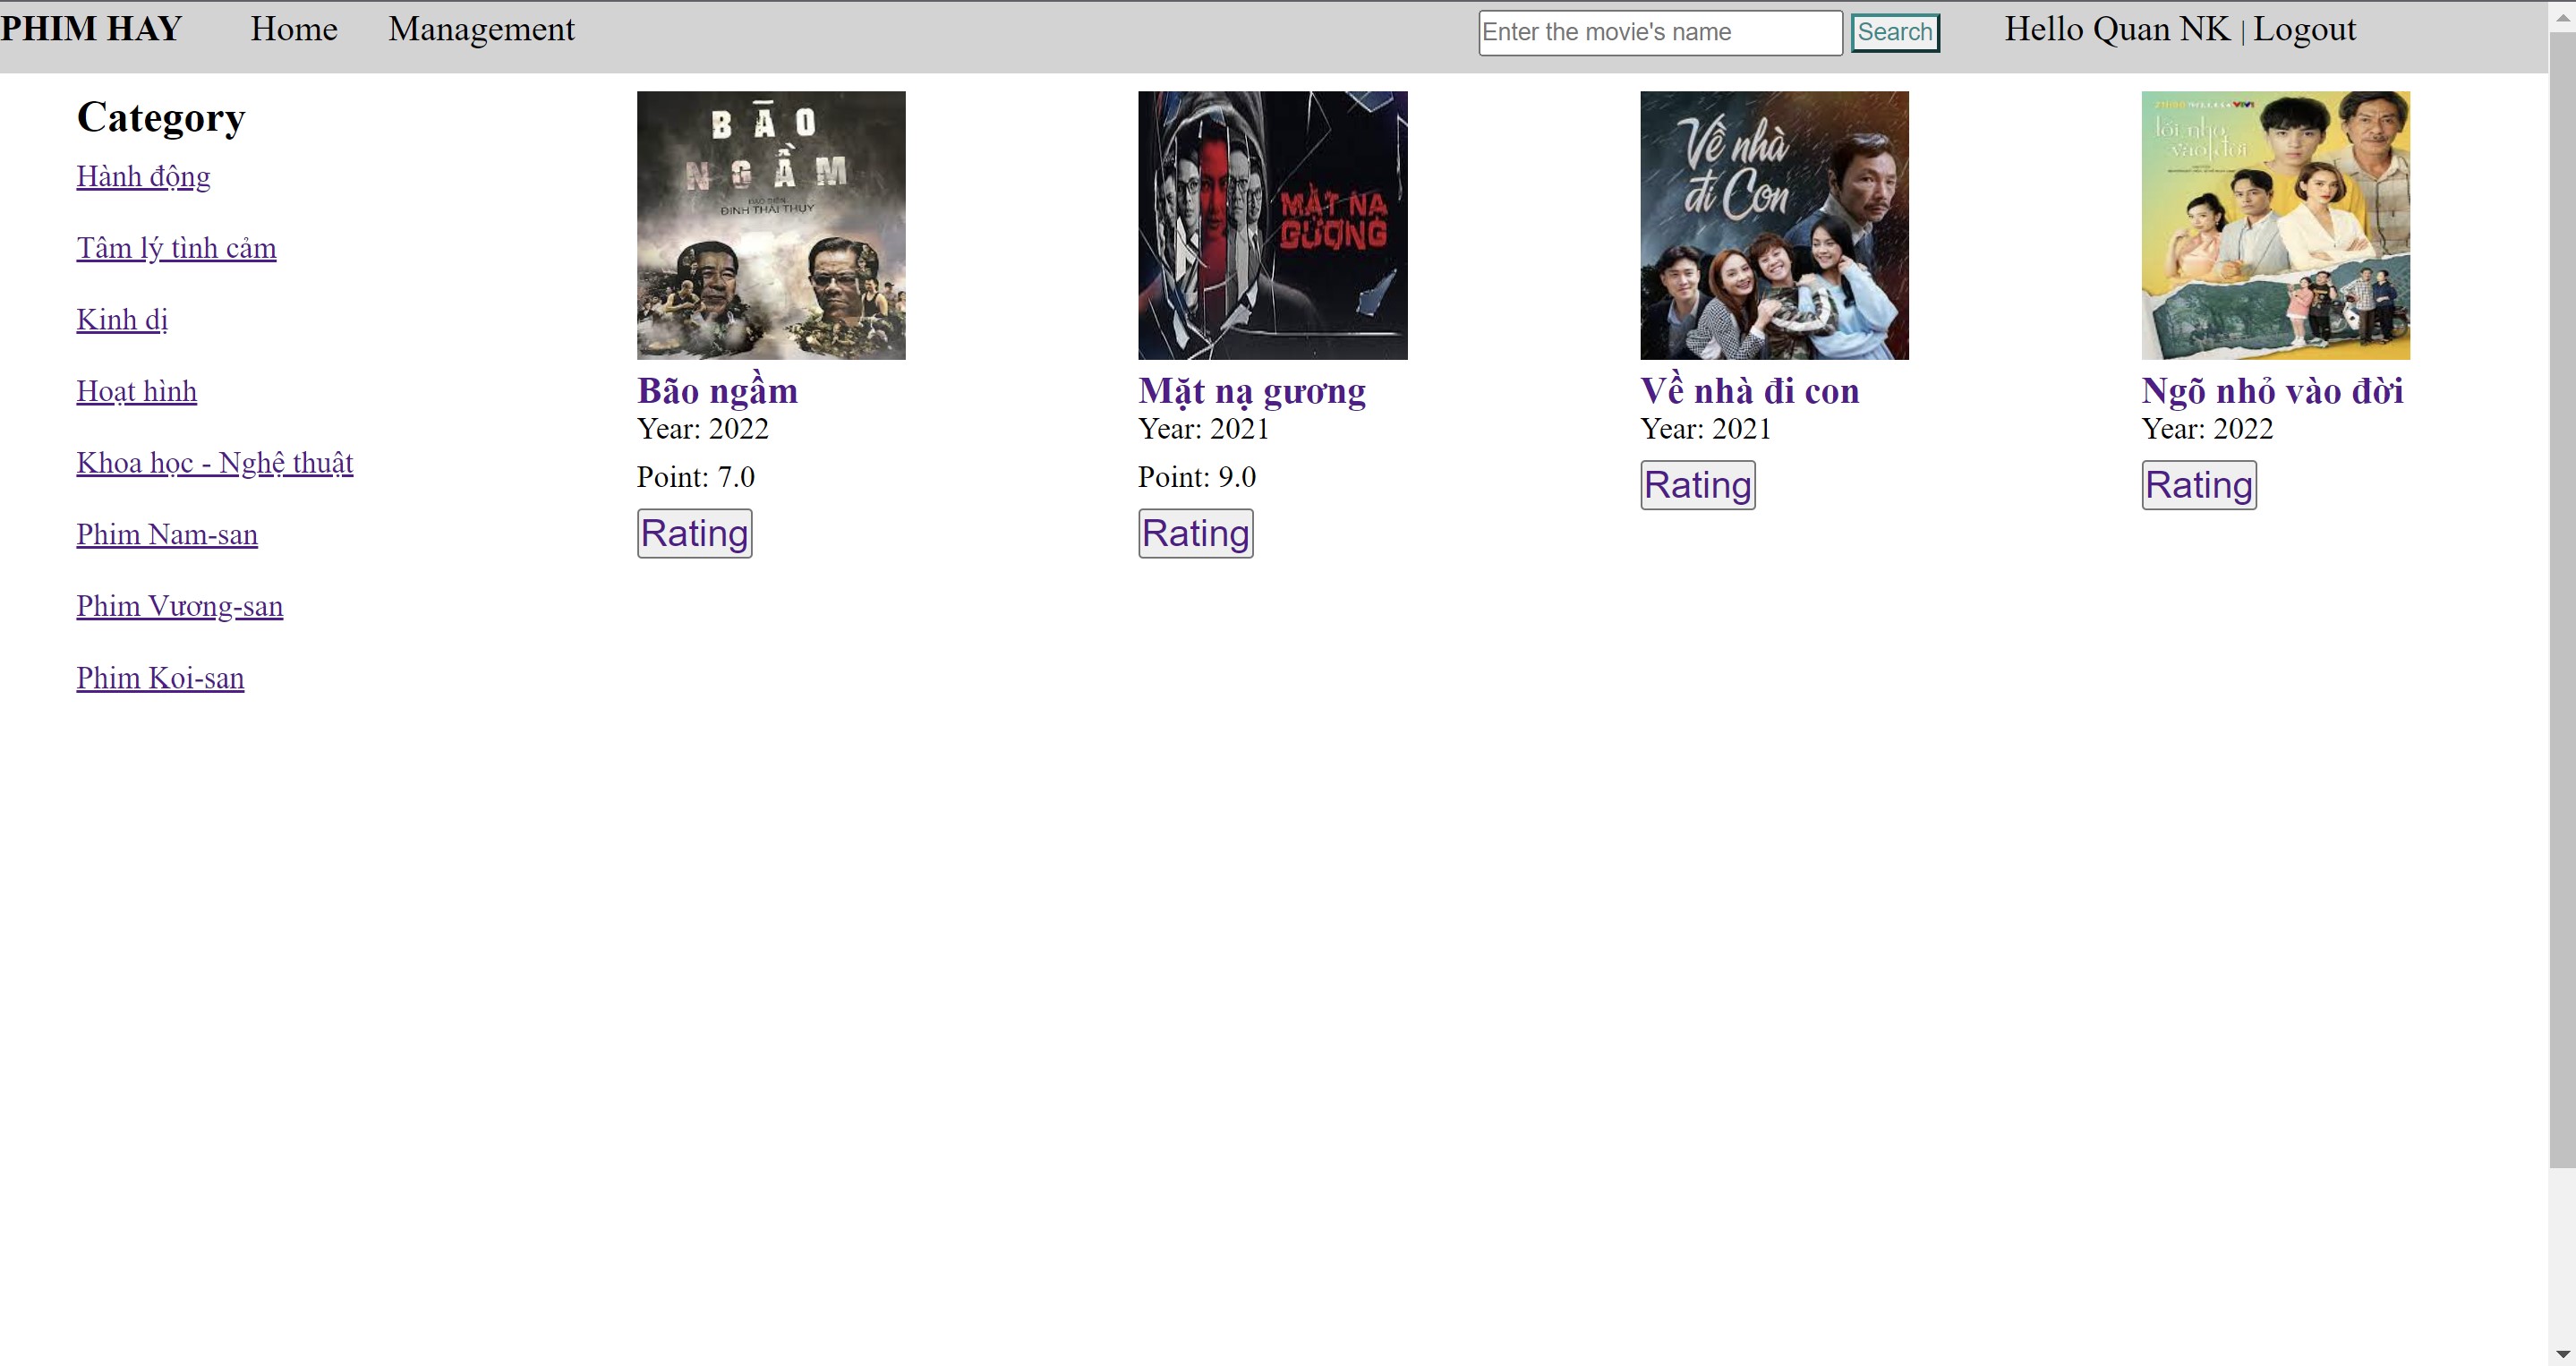 PHIM HAY Home Management Enter the movie's name Search Hello Quan NK | Logout
Category
Hành động
Tâm lý tình cảm
Kinh dị
Hoạt hình
Khoa học - Nghệ thuật
Phim Nam-san
Phim Vương-san
Phim Koi-san
BÃO
NGẦM
ĐẠO DIỄN
ĐINH THÁI THỤY
Bão ngầm
Year: 2022
Point: 7.0
Rating
MẶT NẠ
GƯƠNG
Mặt nạ gương
Year: 2021
Point: 9.0
Rating
Về nhà
đi Con
Về nhà đi con
Year: 2021
Rating
VTV1
lối nhỏ
vào đời
Ngõ nhỏ vào đời
Year: 2022
Rating